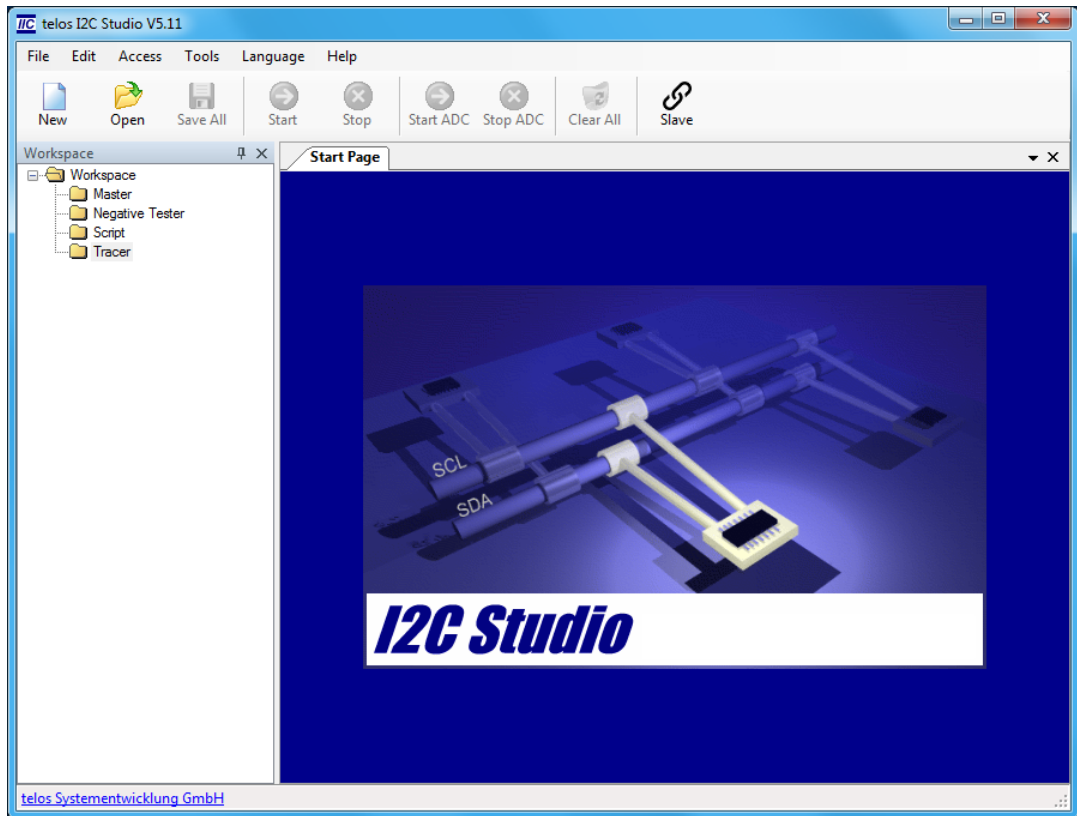 IIC telos I2C Studio V5.11
File Edit Access Tools Language Help
New Open Save All Start Stop Start ADC Stop ADC Clear All Slave
Workspace
Start Page
Workspace
Master
Negative Tester
Script
Tracer
SCL
SDA
I2C Studio
telos Systementwicklung GmbH